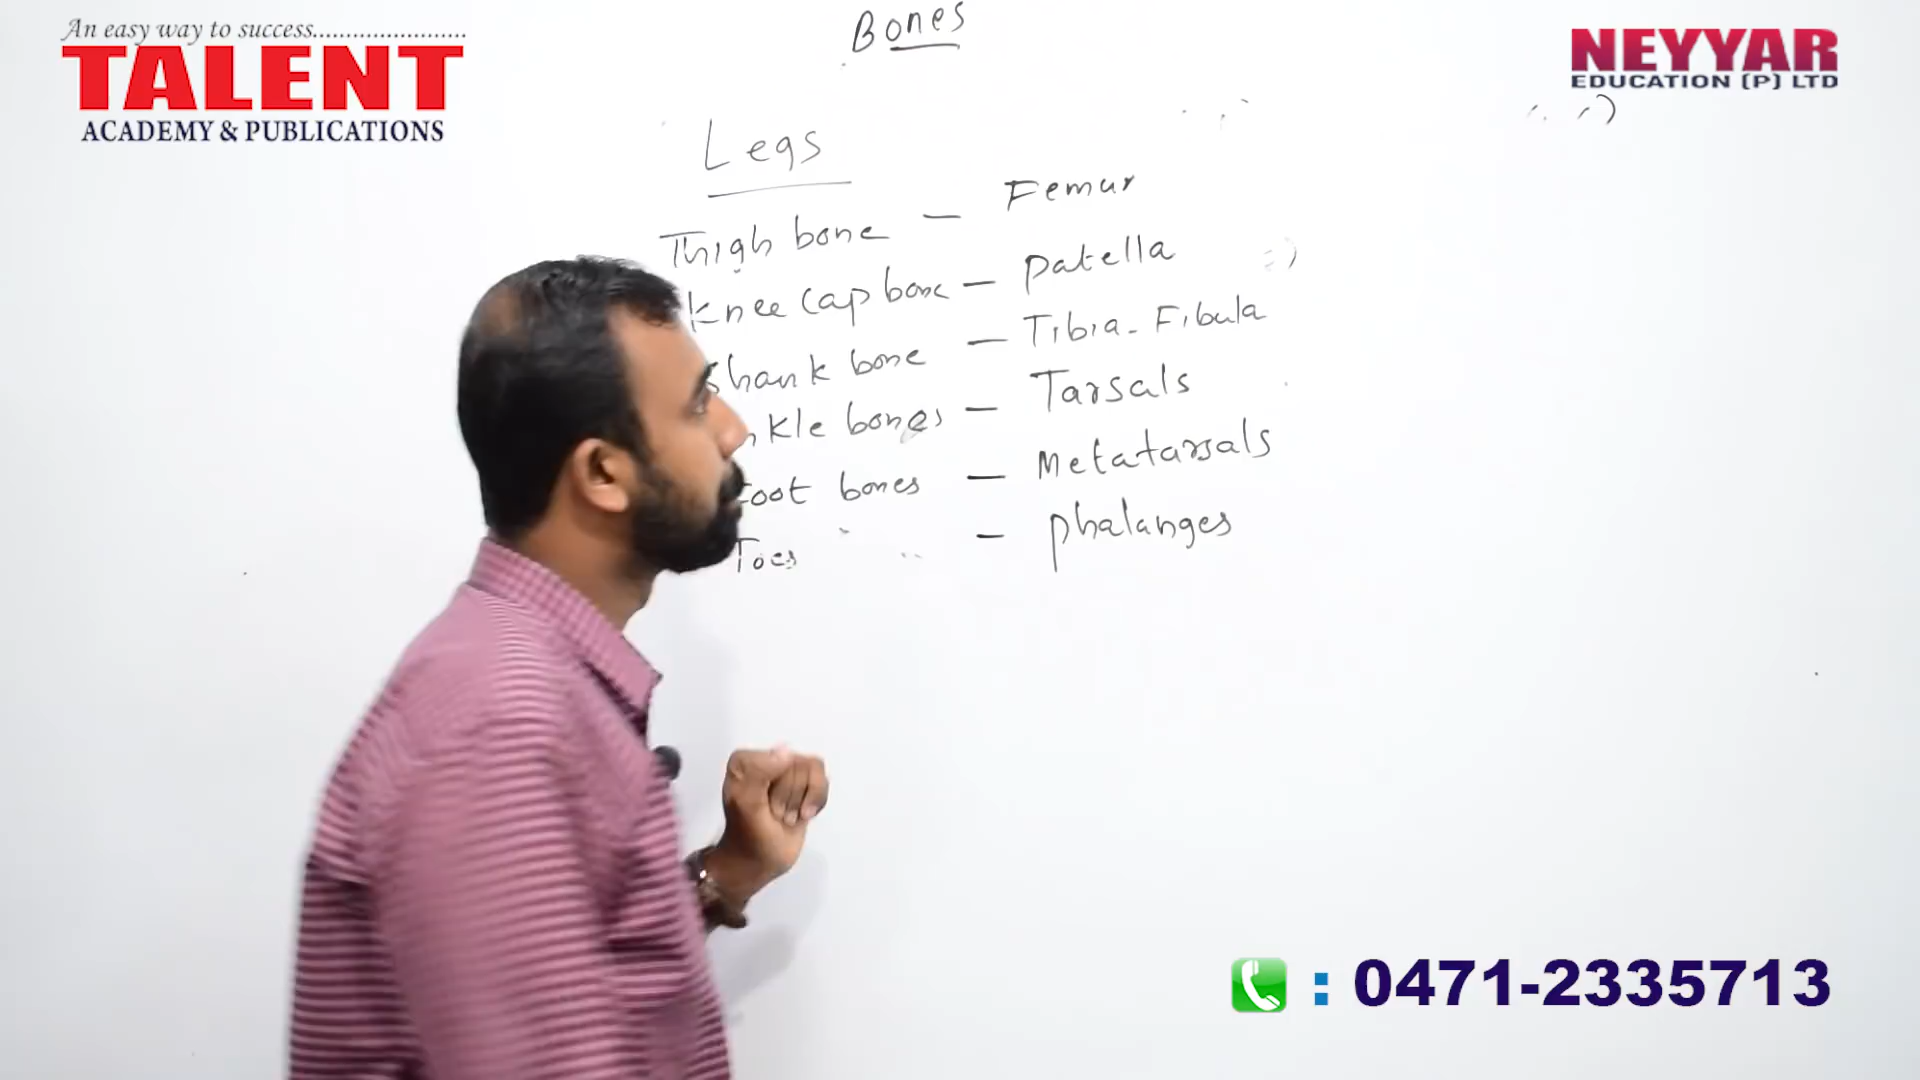 An easy way to success.......................
TALENT
ACADEMY & PUBLICATIONS
NEYYAR
EDUCATION (P) LTD
Bones
Legs
Thigh bone - Femur
Knee cap bone - Patella
Shank bone - Tibia - Fibula
nkle bones - Tarsals
Foot bones - Metatarsals
Toes " - Phalanges
: 0471-2335713